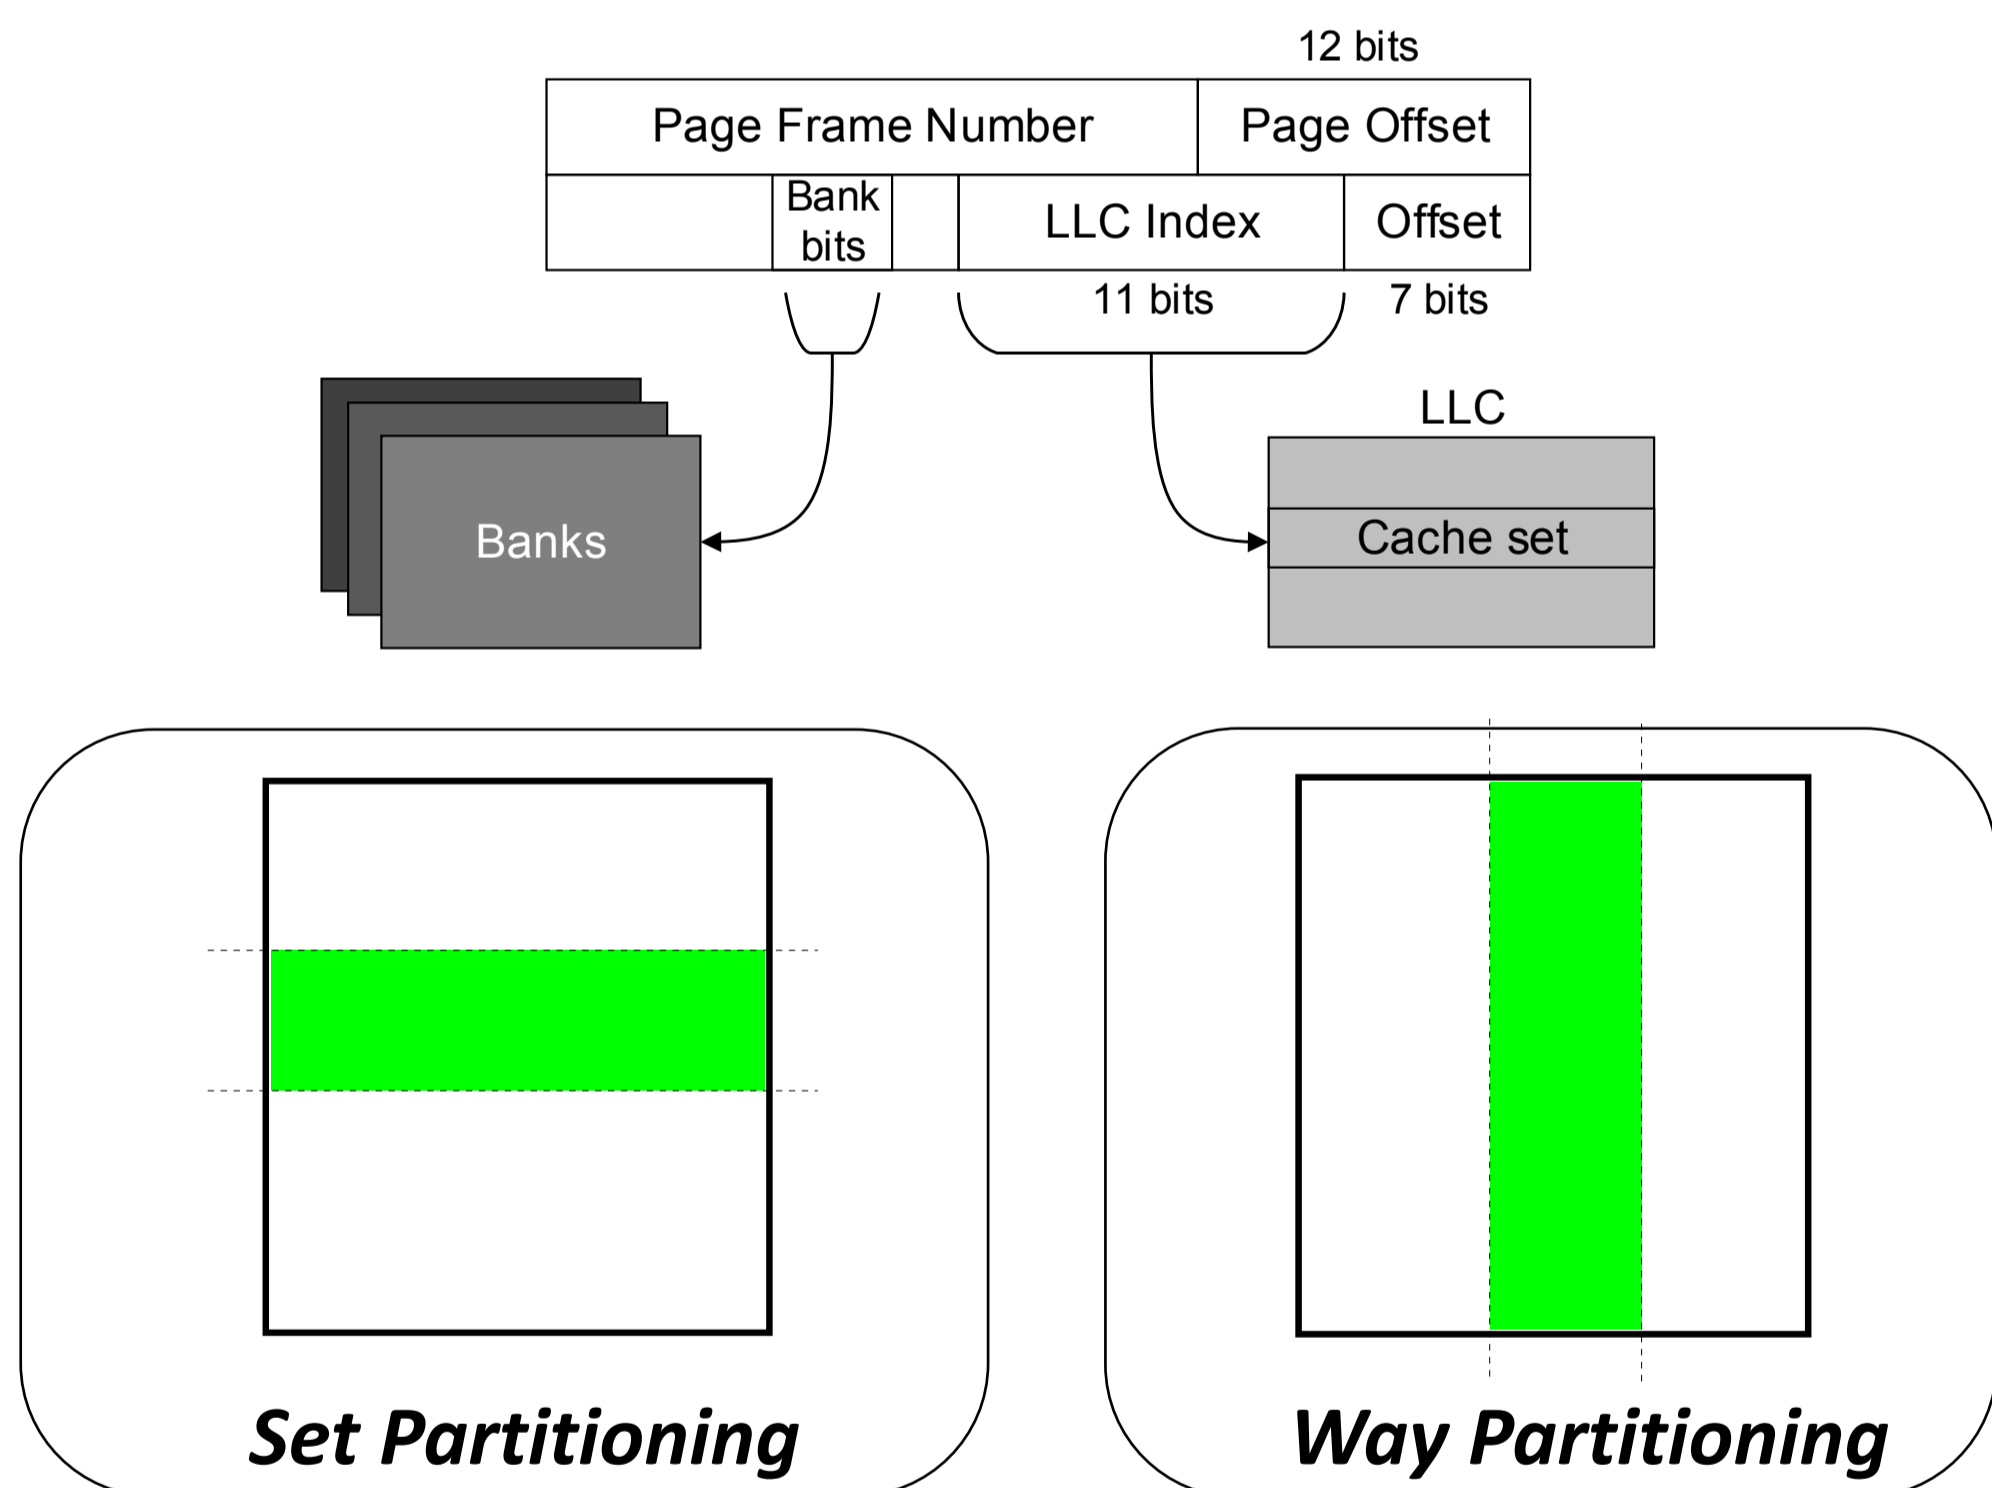 12 bits
Page Frame Number
Page Offset
Bank
bits
LLC Index
Offset
11 bits
7 bits
LLC
Banks
Cache set
Set Partitioning
Way Partitioning